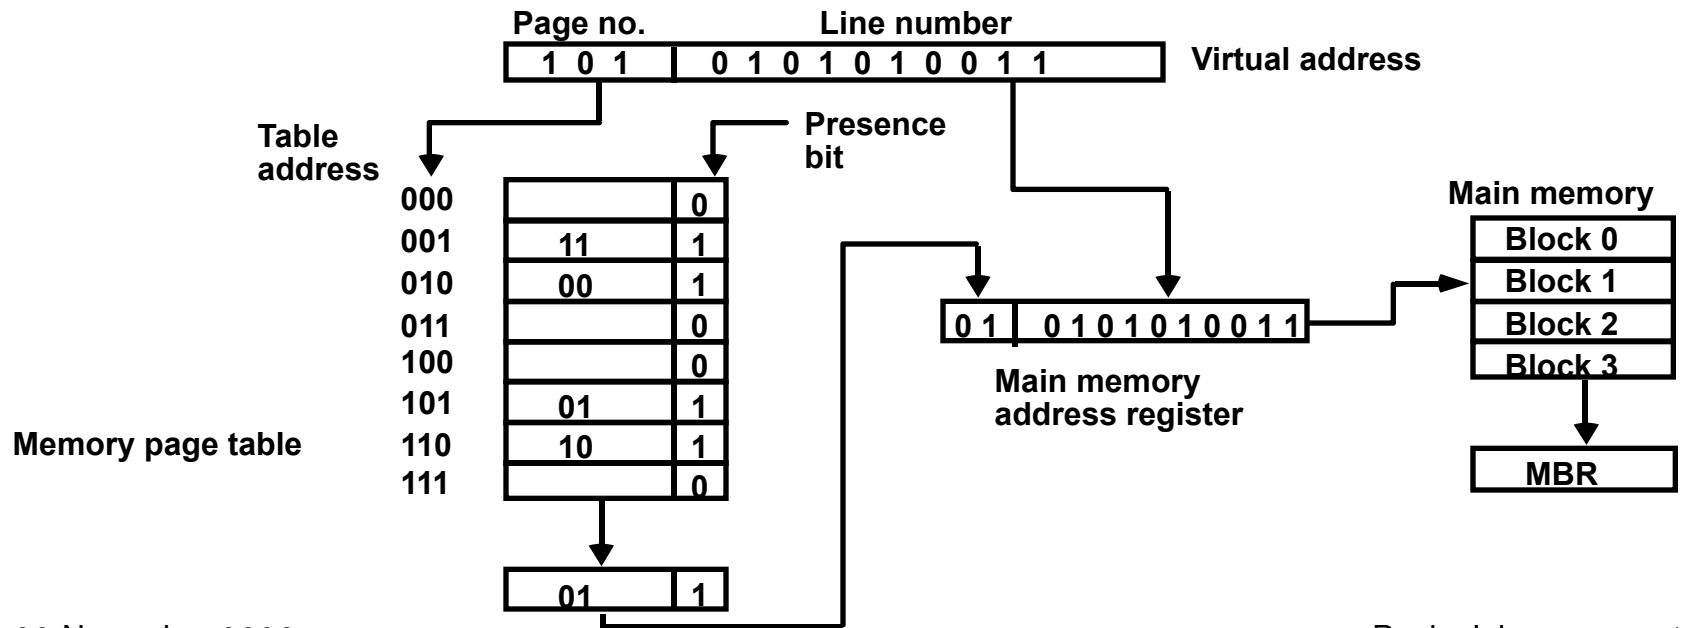 Page no. Line number
1 0 1 0 1 0 1 0 1 0 0 1 1 Virtual address
Table
address
Presence
bit
000 0
001 11 1
010 00 1
011 0
100 0
101 01 1
110 10 1
111 0
Memory page table
01 1
0 1 0 1 0 1 0 1 0 0 1 1
Main memory
address register
Main memory
Block 0
Block 1
Block 2
Block 3
MBR